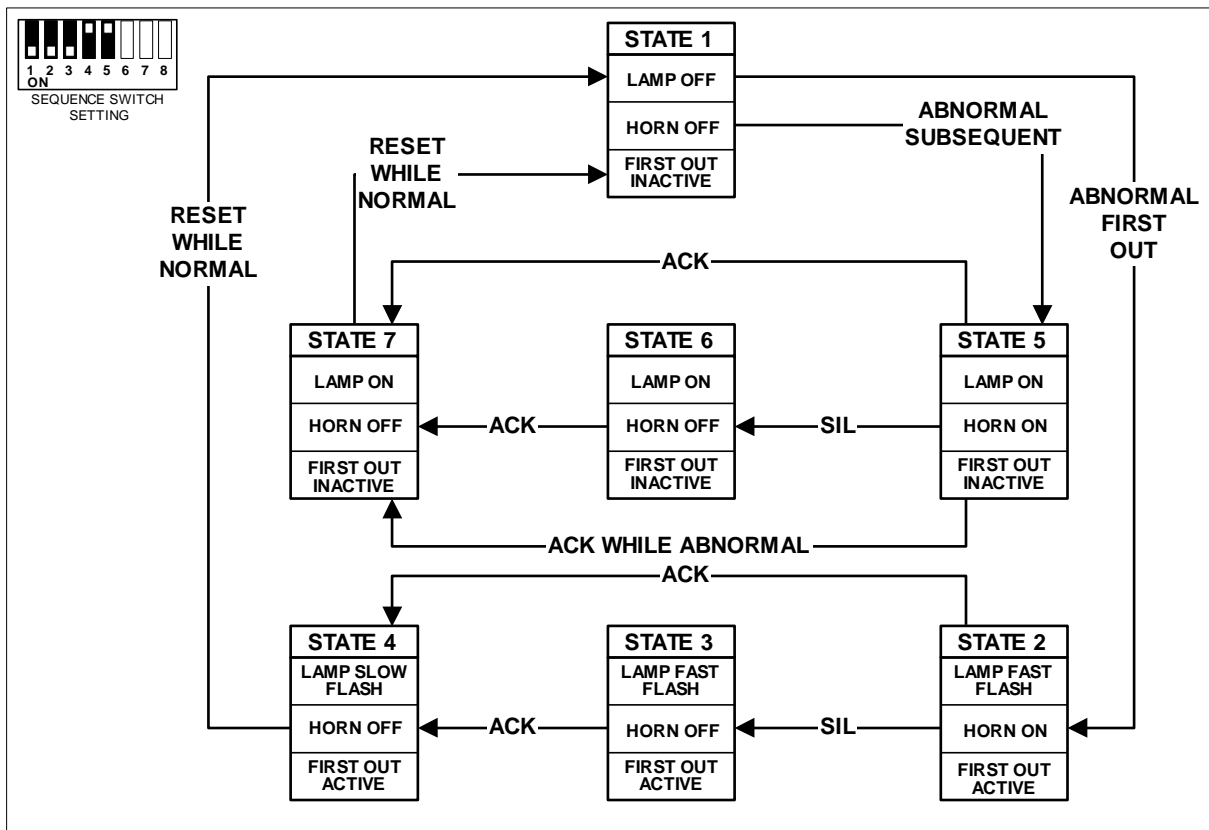 1 2 3 4 5 6 7 8
ON
SEQUENCE SWITCH
SETTING
STATE 1
LAMP OFF
HORN OFF
FIRST OUT
INACTIVE
ABNORMAL
SUBSEQUENT
ABNORMAL
FIRST
OUT
RESET
WHILE
NORMAL
RESET
WHILE
NORMAL
ACK
STATE 7
LAMP ON
HORN OFF
FIRST OUT
INACTIVE
ACK
STATE 6
LAMP ON
HORN OFF
FIRST OUT
INACTIVE
SIL
STATE 5
LAMP ON
HORN ON
FIRST OUT
INACTIVE
ACK WHILE ABNORMAL
ACK
STATE 4
LAMP SLOW
FLASH
HORN OFF
FIRST OUT
ACTIVE
ACK
STATE 3
LAMP FAST
FLASH
HORN OFF
FIRST OUT
ACTIVE
SIL
STATE 2
LAMP FAST
FLASH
HORN ON
FIRST OUT
ACTIVE